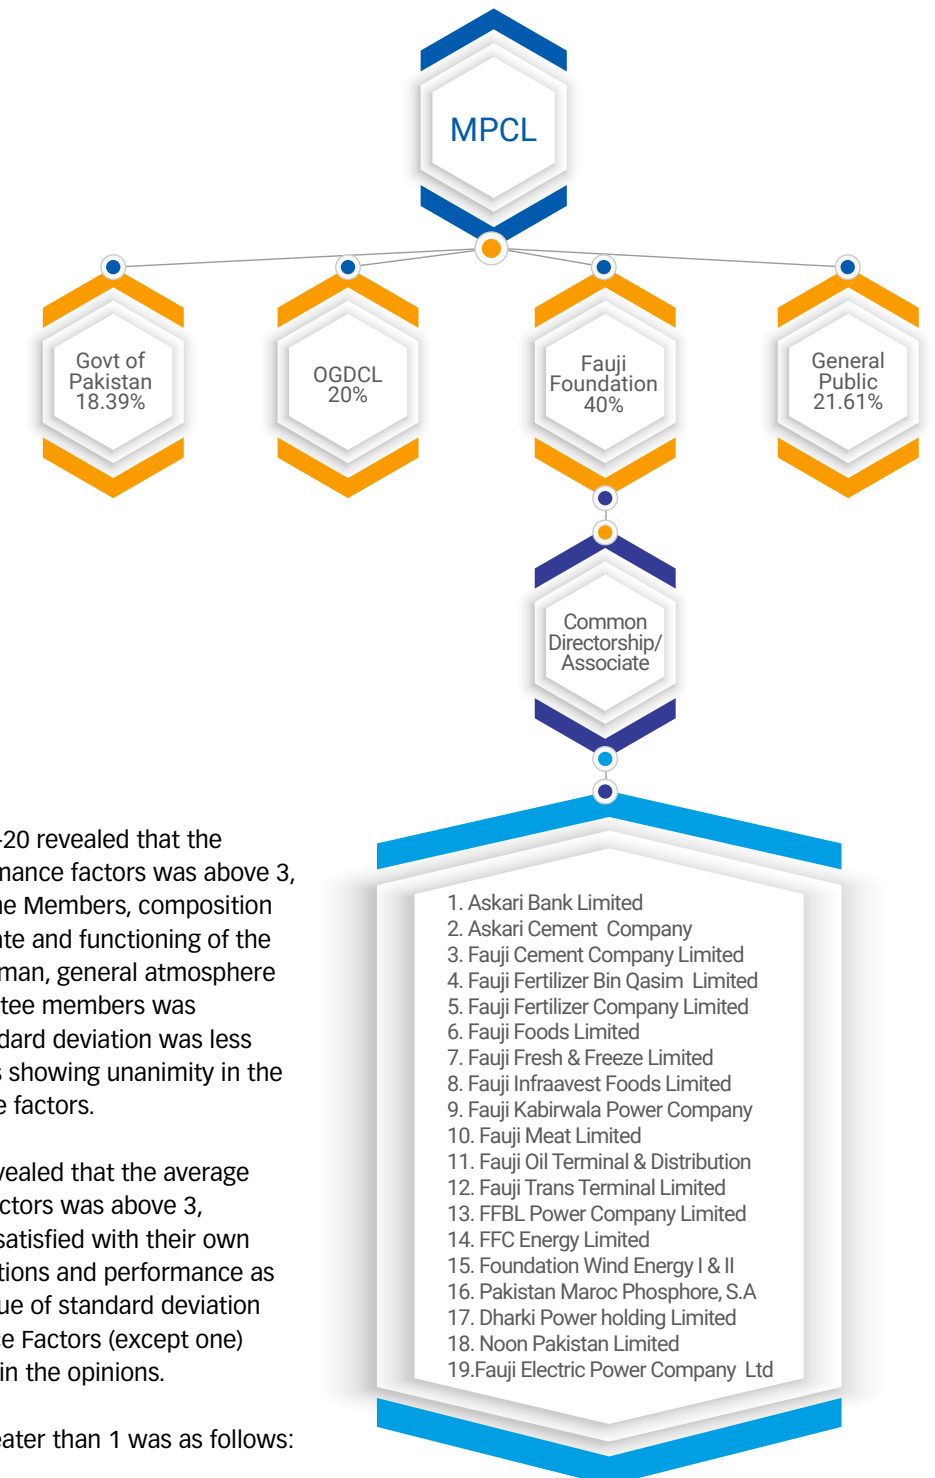 MPCL
Govt of
Pakistan
18.39%
OGDCL
20%
Fauji
Foundation
40%
General
Public
21.61%
Common
Directorship/
Associate
-20 revealed that the
mance factors was above 3,
ne Members, composition
ate and functioning of the
man, general atmosphere
ttee members was
dard deviation was less
s showing unanimity in the
e factors.
vealed that the average
ctors was above 3,
satisfied with their own
tions and performance as
ue of standard deviation
ce Factors (except one)
in the opinions.
eater than 1 was as follows:
1. Askari Bank Limited
2. Askari Cement  Company
3. Fauji Cement Company Limited
4. Fauji Fertilizer Bin Qasim  Limited
5. Fauji Fertilizer Company Limited
6. Fauji Foods Limited
7. Fauji Fresh & Freeze Limited
8. Fauji Infraavest Foods Limited
9. Fauji Kabirwala Power Company
10. Fauji Meat Limited
11. Fauji Oil Terminal & Distribution
12. Fauji Trans Terminal Limited
13. FFBL Power Company Limited
14. FFC Energy Limited
15. Foundation Wind Energy I & II
16. Pakistan Maroc Phosphore, S.A
17. Dharki Power holding Limited
18. Noon Pakistan Limited
19.Fauji Electric Power Company  Ltd